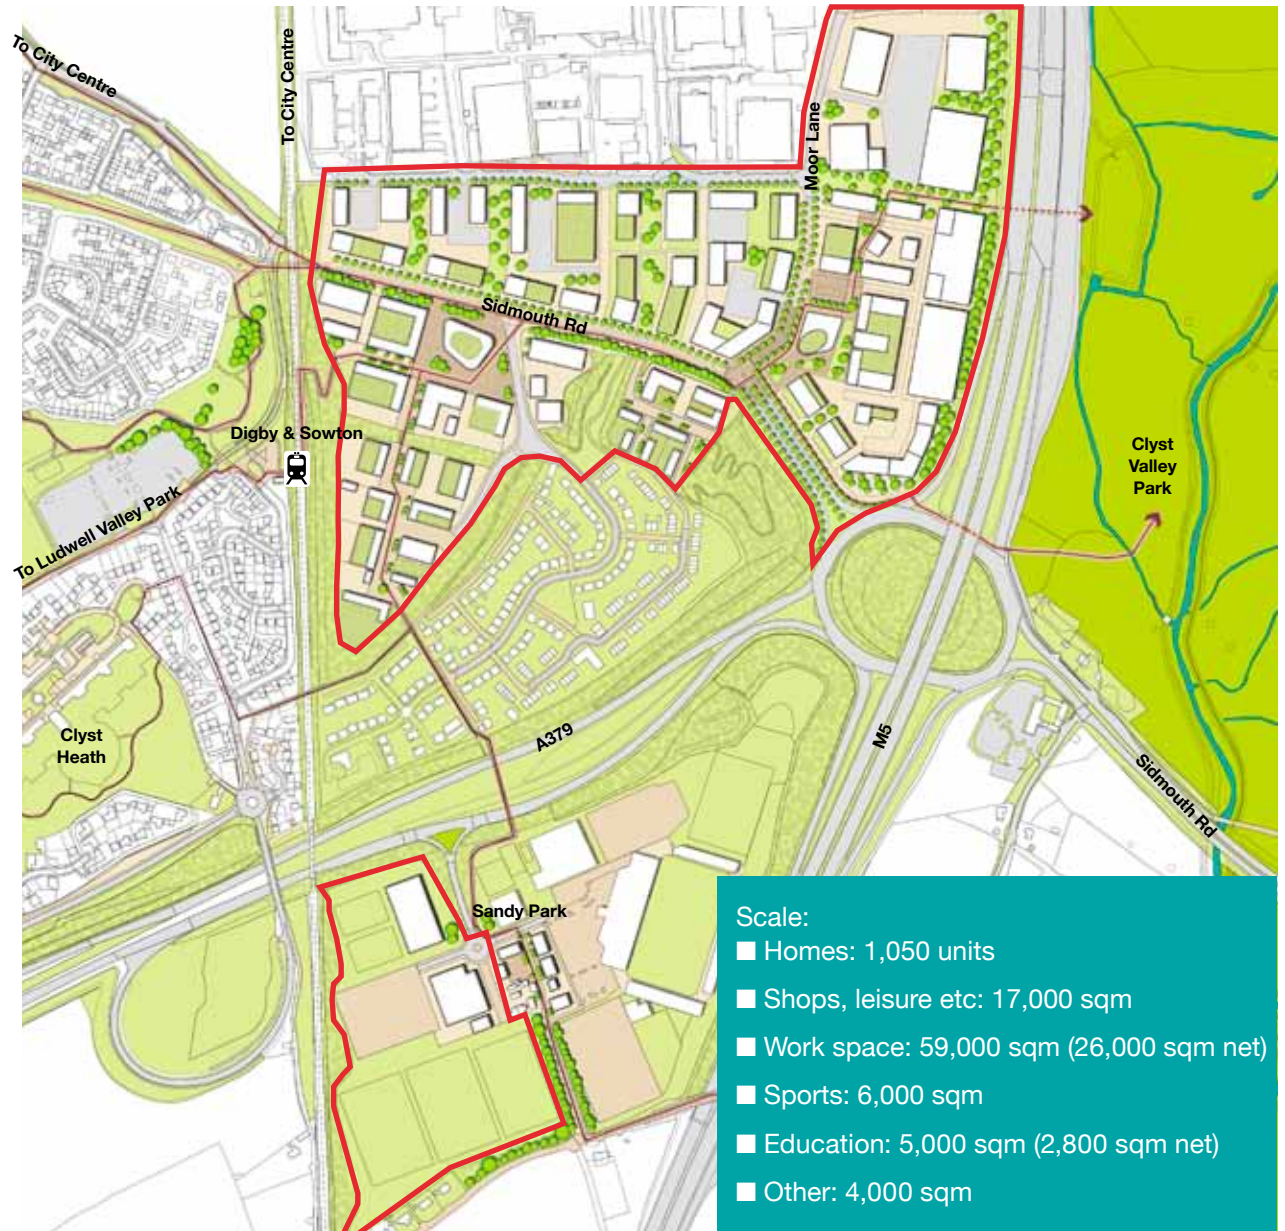 To City Centre
To City Centre
Moor Lane
Sidmouth Rd
Digby & Sowton
To Ludwell Valley Park
Clyst
Valley
Park
Clyst
Heath
A379
M5
Sidmouth Rd
Sandy Park
Scale:
■ Homes: 1,050 units
■ Shops, leisure etc: 17,000 sqm
■ Work space: 59,000 sqm (26,000 sqm net)
■ Sports: 6,000 sqm
■ Education: 5,000 sqm (2,800 sqm net)
■ Other: 4,000 sqm